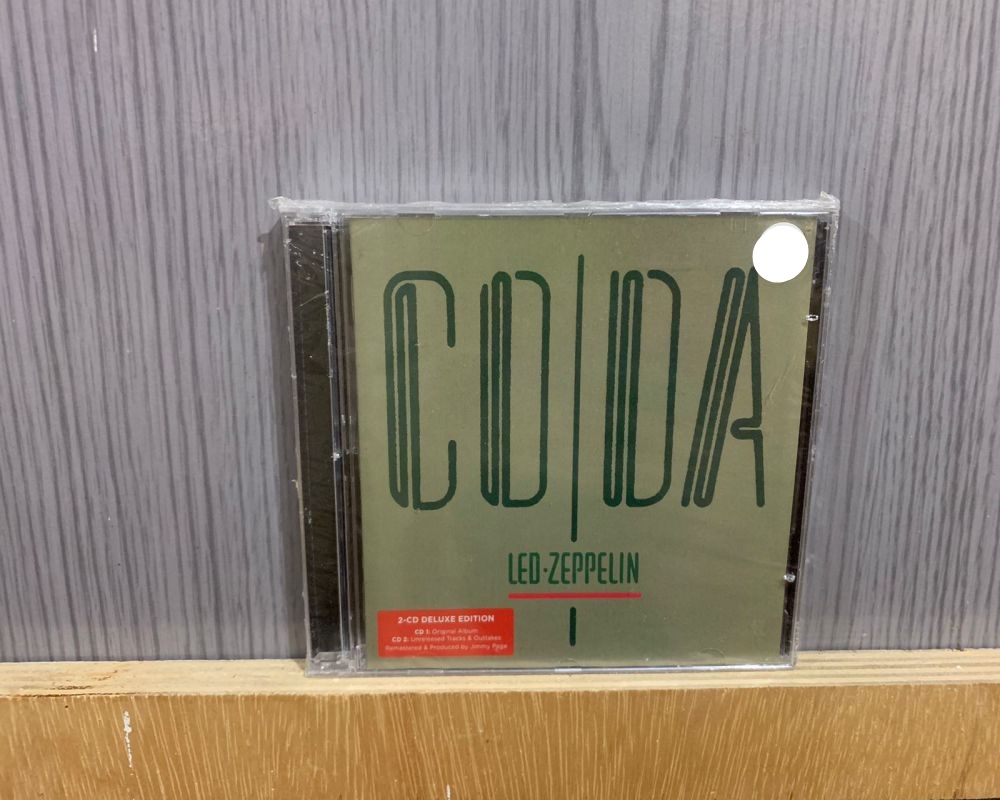 CODA
LED·ZEPPELIN
2-CD DELUXE EDITION
CD 1: Original Album
CD 2: Unreleased Tracks & Outtakes
Remastered & Produced by Jimmy Page